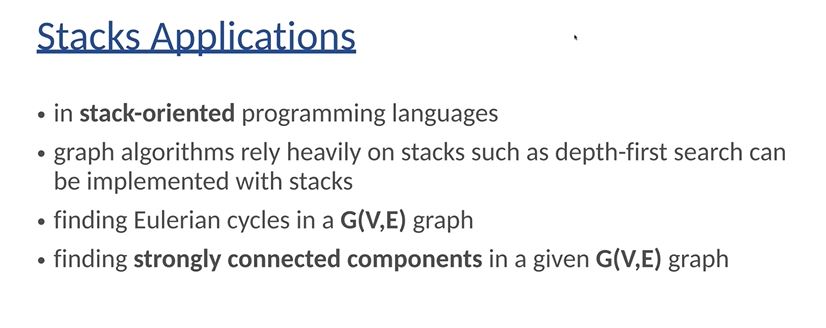 Stacks Applications
• in stack-oriented programming languages
• graph algorithms rely heavily on stacks such as depth-first search can
be implemented with stacks
• finding Eulerian cycles in a G(V,E) graph
• finding strongly connected components in a given G(V,E) graph